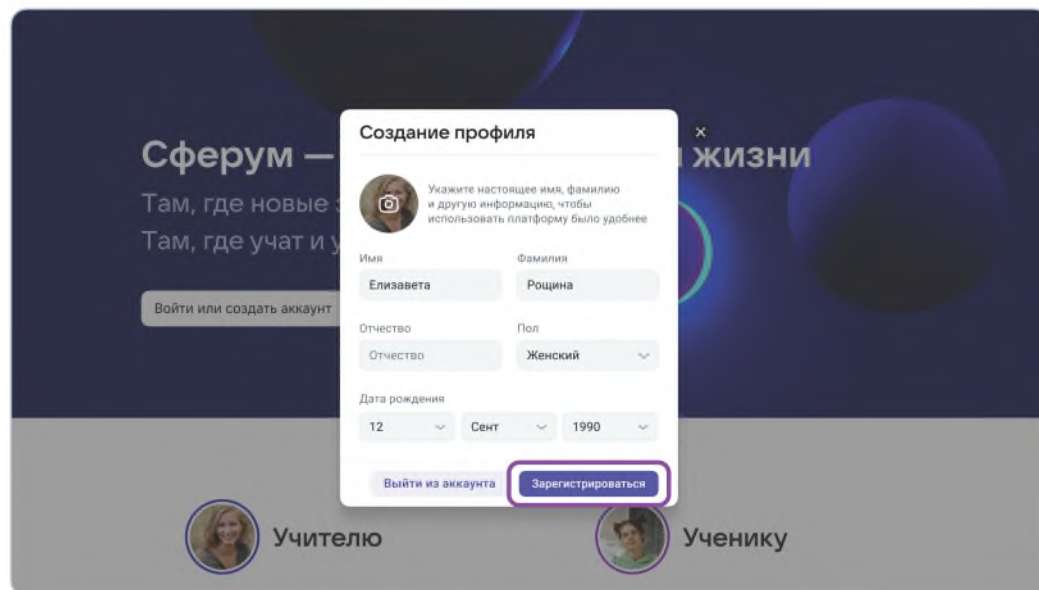 Создание профиля
Сферум —
жизни
Там, где новые
Там, где учат и у
Войти или создать аккаунт
Укажите настоящее имя, фамилию
и другую информацию, чтобы
использовать платформу было удобнее
Имя
Фамилия
Елизавета
Рощина
Отчество
Пол
Отчество
Женский
Дата рождения
12
Сент
1990
Выйти из аккаунта
Зарегистрироваться
Учителю
Ученику